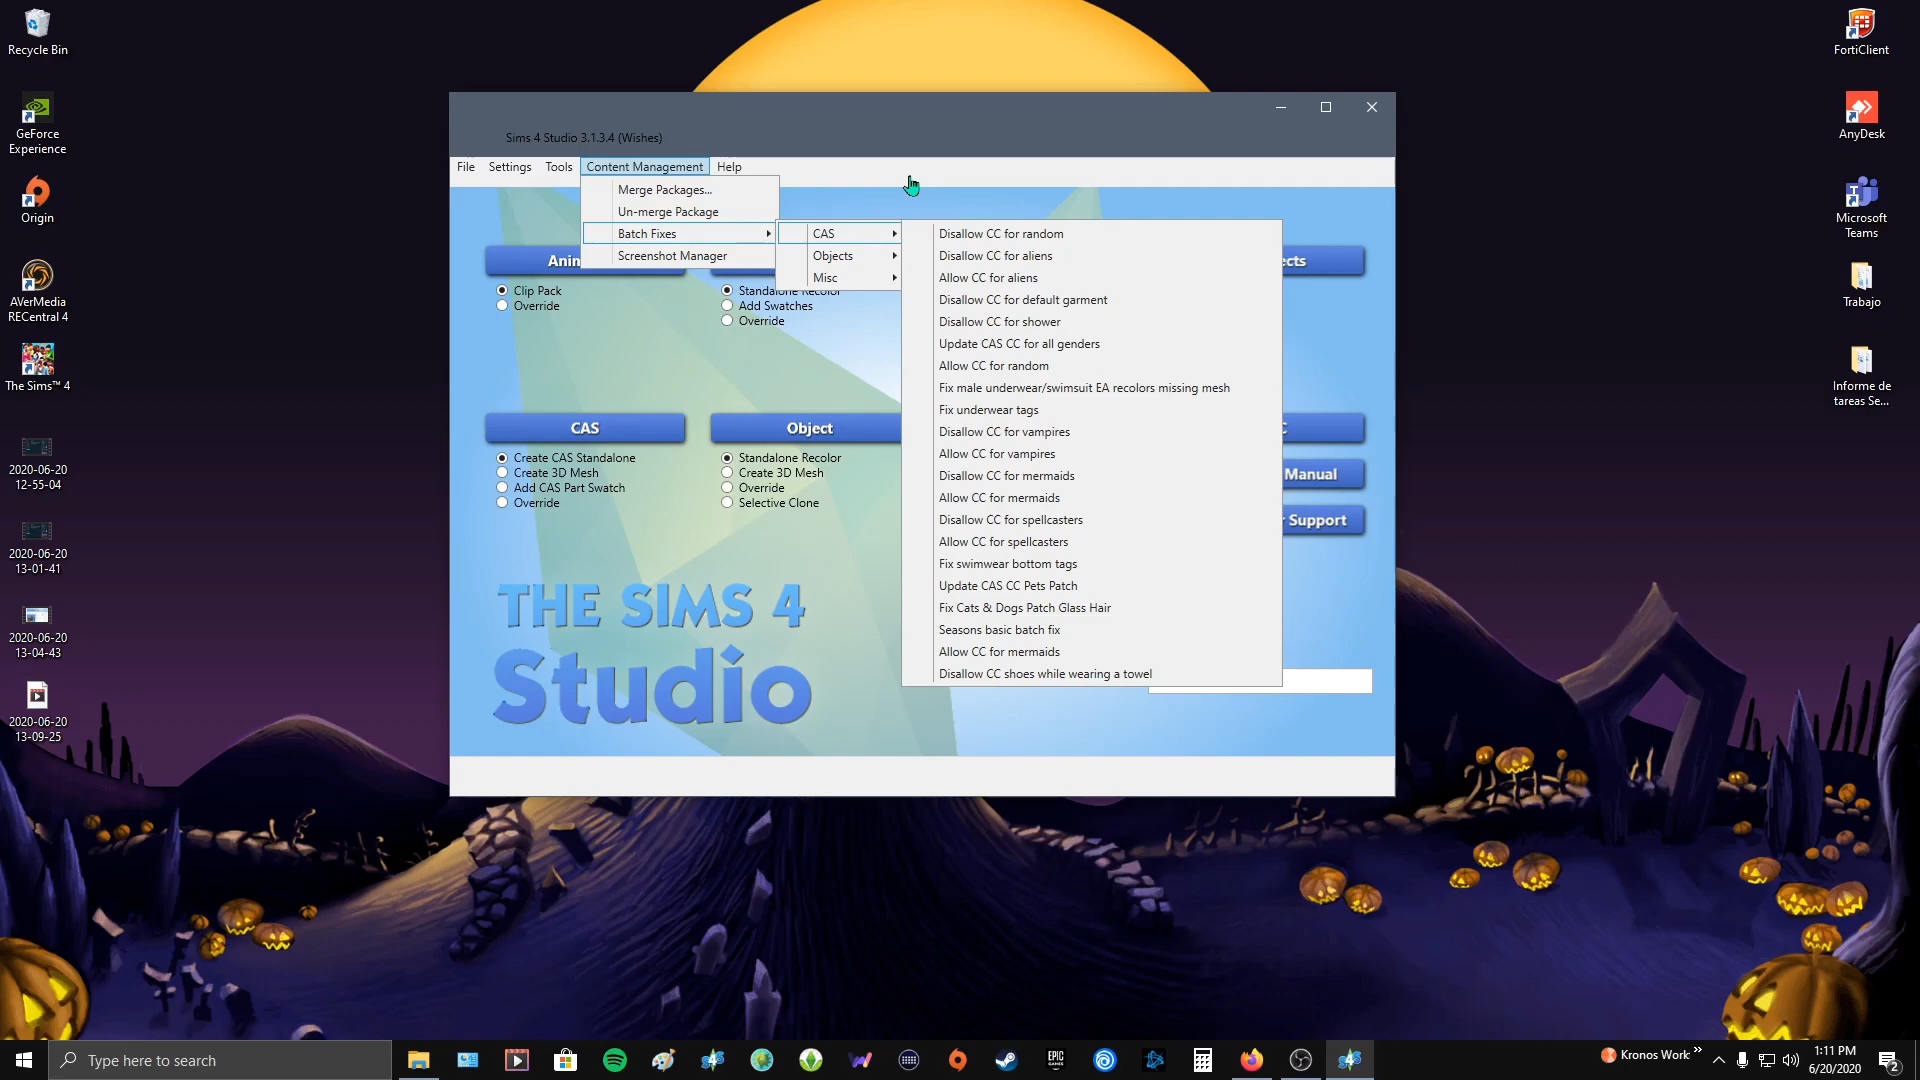 Recycle Bin
GeForce
Experience
Origin
AVerMedia
RECentral 4
The Sims™ 4
2020-06-20
12-55-04
2020-06-20
13-01-41
2020-06-20
13-04-43
2020-06-20
13-09-25
Sims 4 Studio 3.1.3.4 (Wishes)
File Settings Tools Content Management Help
Merge Packages...
Un-merge Package
Batch Fixes
Screenshot Manager
CAS
Objects
Misc
Disallow CC for random
Disallow CC for aliens
Allow CC for aliens
Disallow CC for default garment
Disallow CC for shower
Update CAS CC for all genders
Allow CC for random
Fix male underwear/swimsuit EA recolors missing mesh
Fix underwear tags
Disallow CC for vampires
Allow CC for vampires
Disallow CC for mermaids
Allow CC for mermaids
Disallow CC for spellcasters
Allow CC for spellcasters
Fix swimwear bottom tags
Update CAS CC Pets Patch
Fix Cats & Dogs Patch Glass Hair
Seasons basic batch fix
Allow CC for mermaids
Disallow CC shoes while wearing a towel
Anin
Clip Pack
Override
Standalone Recolor
Add Swatches
Override
ects
CAS
Create CAS Standalone
Create 3D Mesh
Add CAS Part Swatch
Override
Object
Standalone Recolor
Create 3D Mesh
Override
Selective Clone
Manual
Support
THE SIMS 4
Studio
FortiClient
AnyDesk
Microsoft
Teams
Trabajo
Informe de
tareas Se...
Type here to search
EPIC
GAMES
Kronos Work
1:11 PM
6/20/2020
2